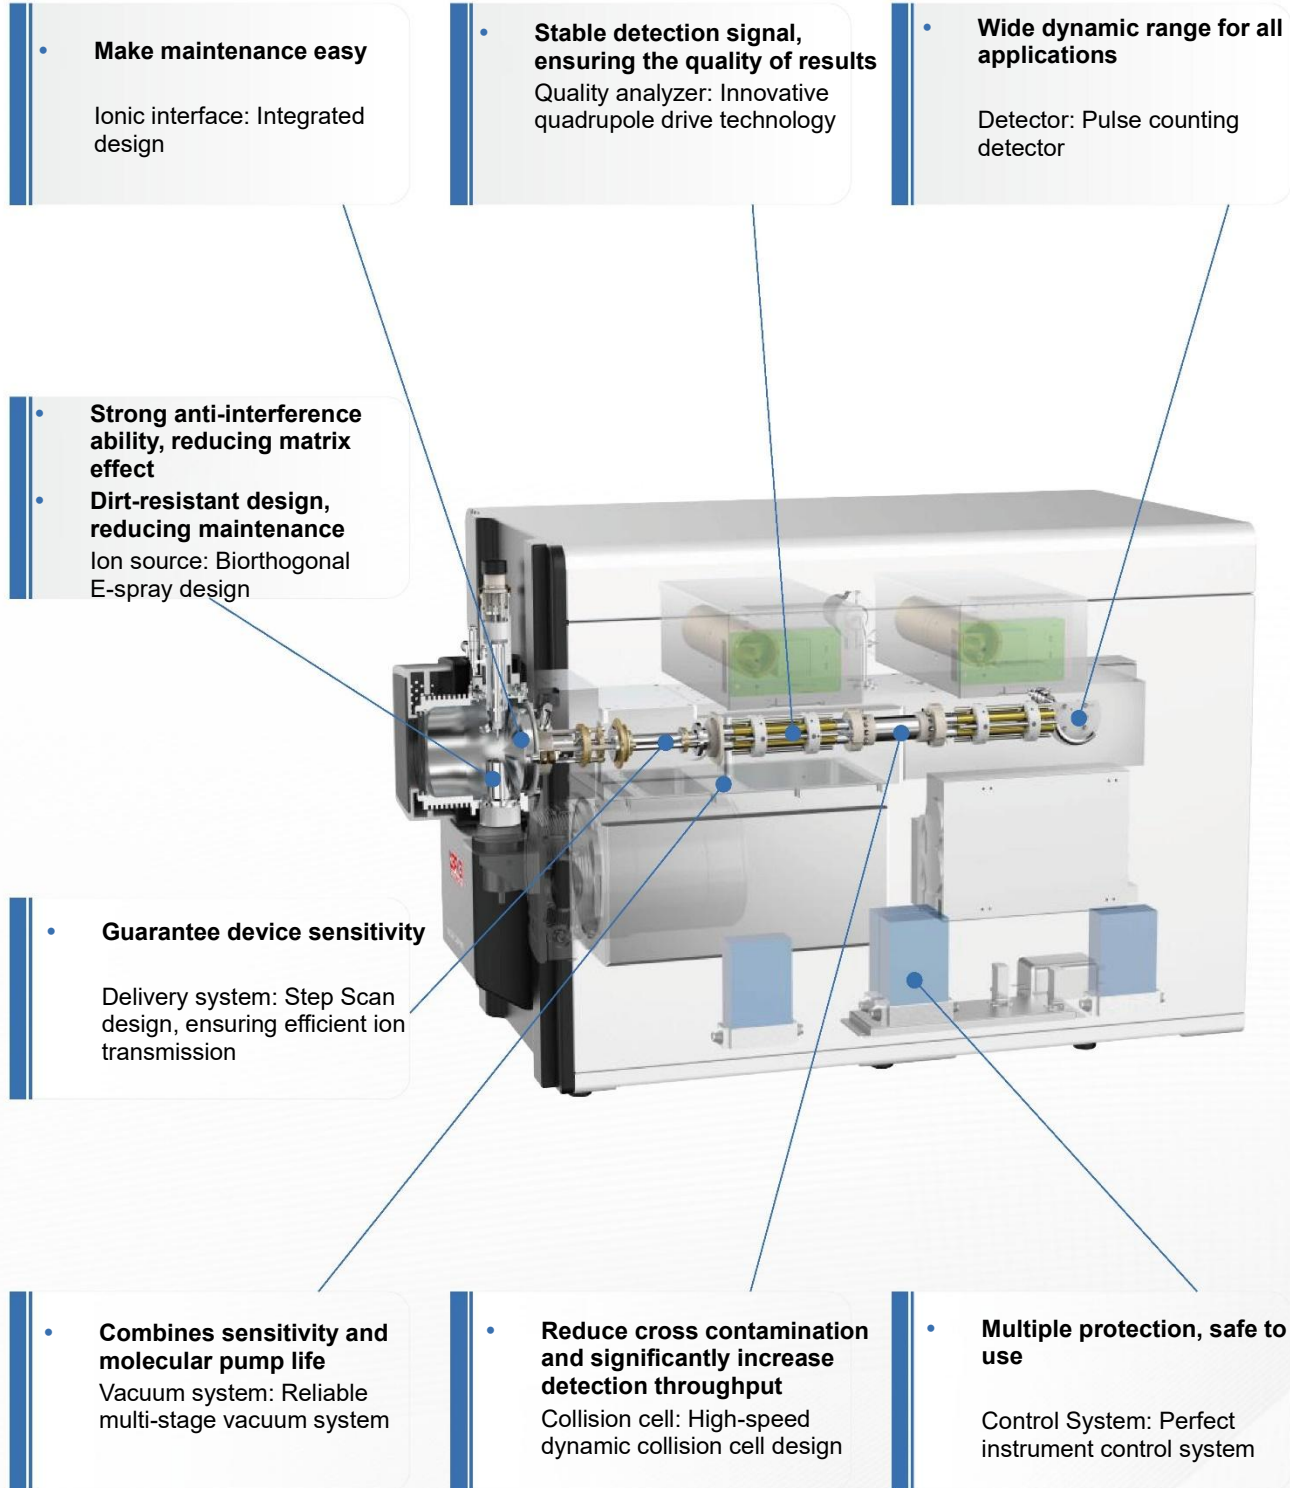 Make maintenance easy
Ionic interface: Integrated
design
Stable detection signal,
ensuring the quality of results
Quality analyzer: Innovative
quadrupole drive technology
Wide dynamic range for all
applications
Detector: Pulse counting
detector
Strong anti-interference
ability, reducing matrix
effect
Dirt-resistant design,
reducing maintenance
Ion source: Biorthogonal
E-spray design
Guarantee device sensitivity
Delivery system: Step Scan
design, ensuring efficient ion
transmission
Combines sensitivity and
molecular pump life
Vacuum system: Reliable
multi-stage vacuum system
Reduce cross contamination
and significantly increase
detection throughput
Collision cell: High-speed
dynamic collision cell design
Multiple protection, safe to
use
Control System: Perfect
instrument control system